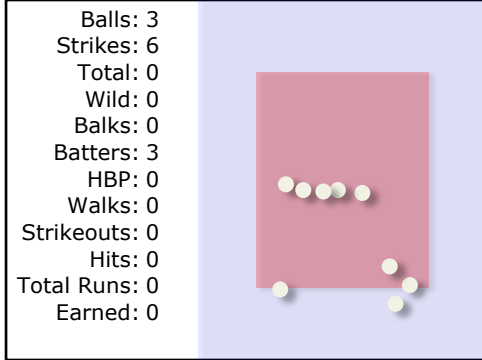 Balls: 3
Strikes: 6
Total: 0
Wild: 0
Balks: 0
Batters: 3
HBP: 0
Walks: 0
Strikeouts: 0
Hits: 0
Total Runs: 0
Earned: 0